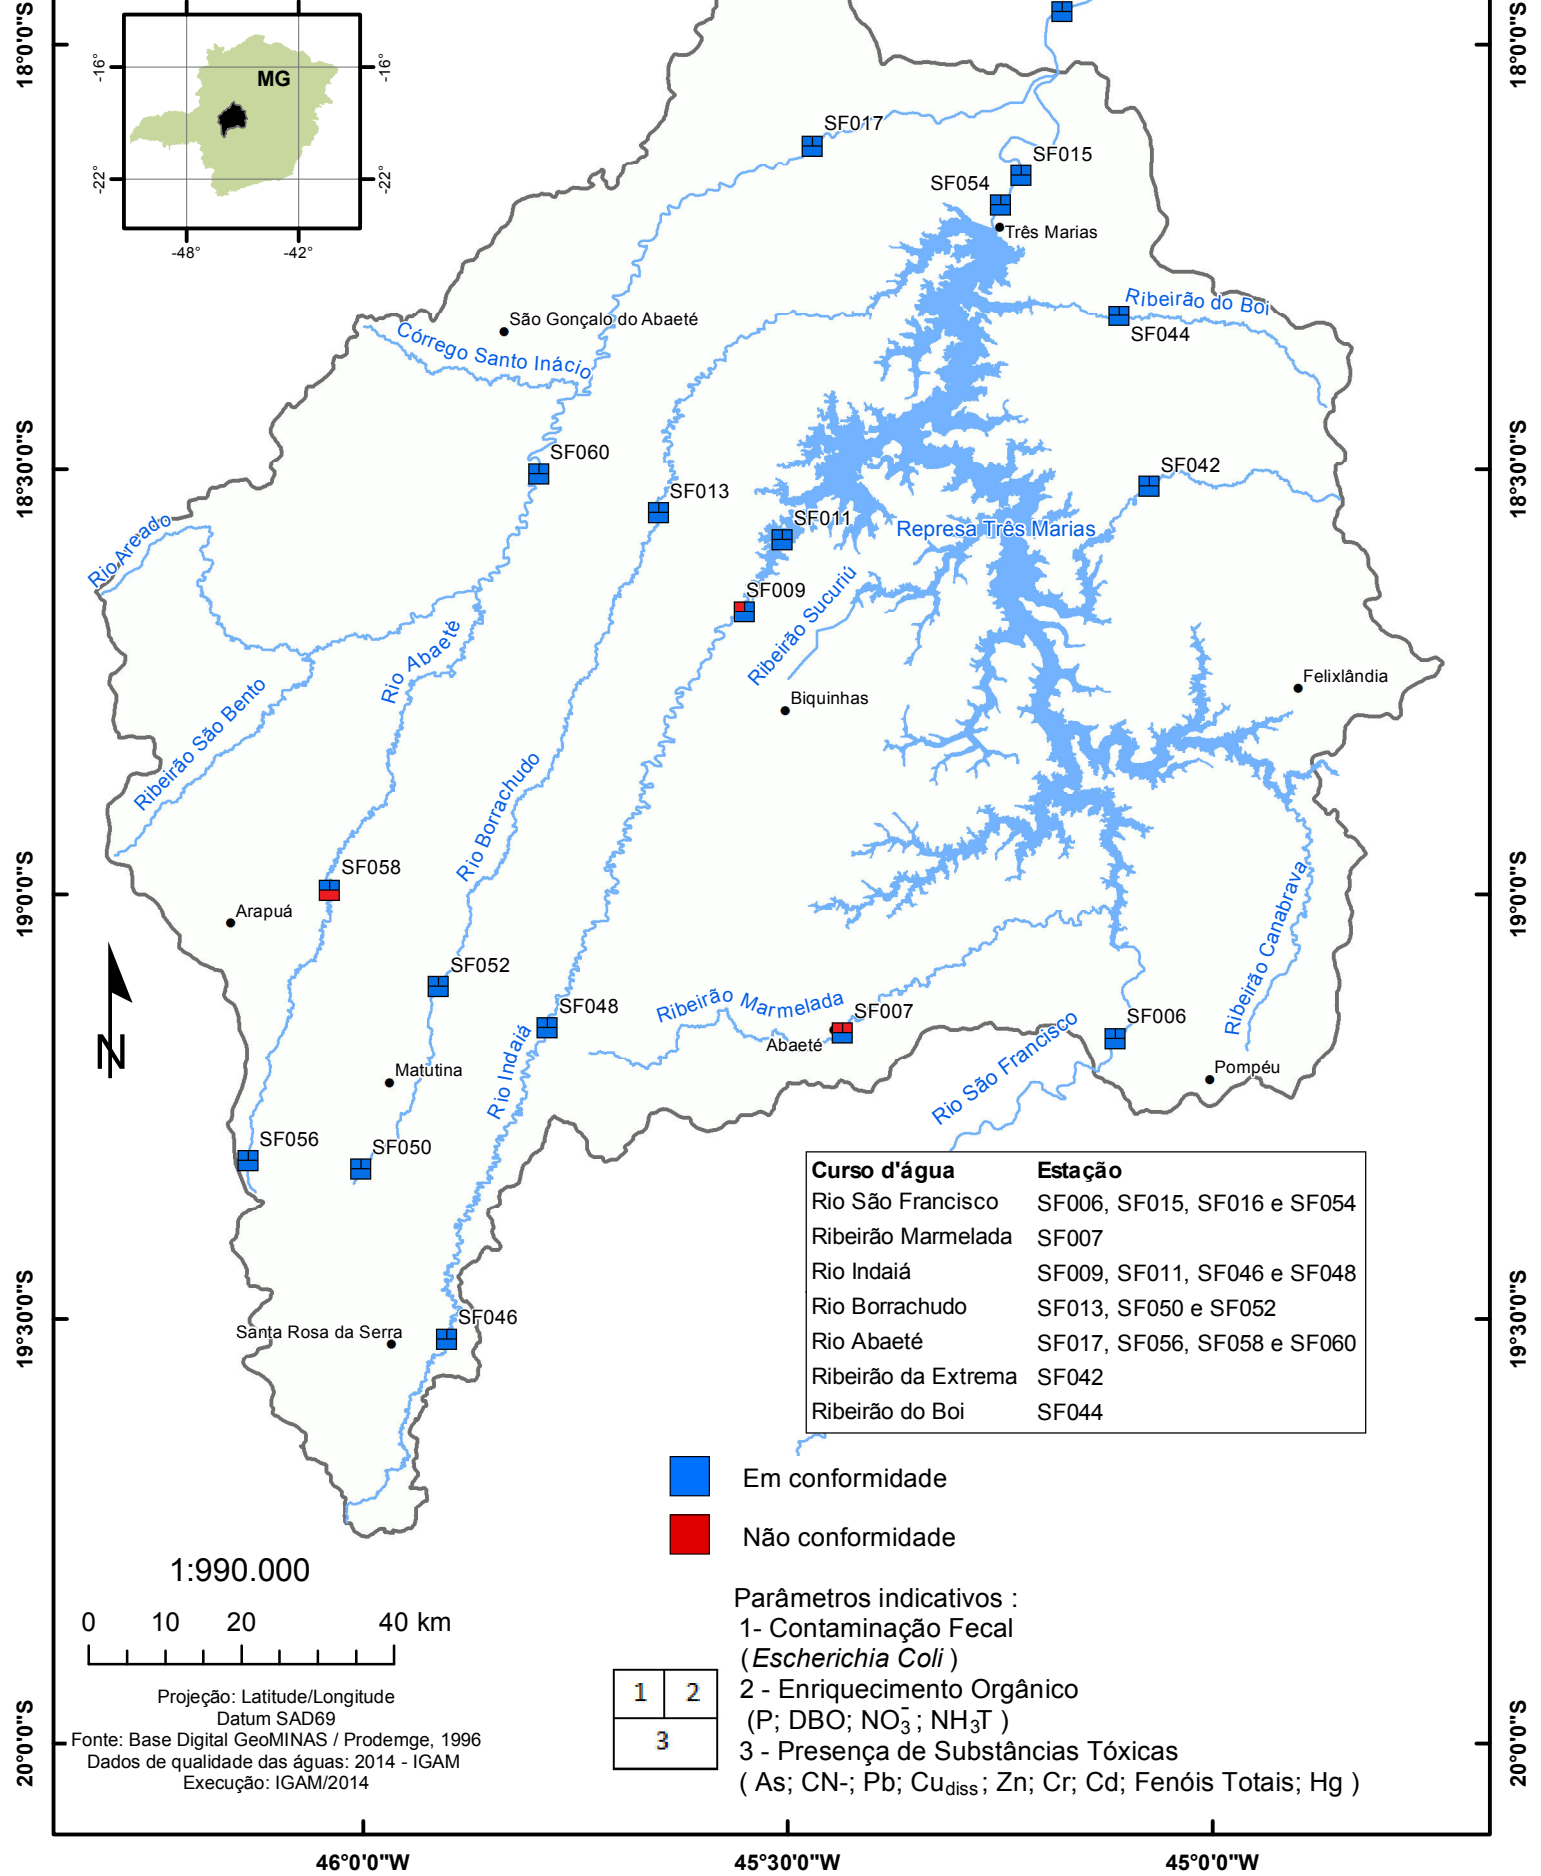 18°0'0"S
18°0'0"S
MG
-16°
-16°
-22°
-22°
-48°
-42°
SF017
SF015
SF054
Três Marias
Ribeirão do Boi
SF044
São Gonçalo do Abaeté
Córrego Santo Inácio
18°30'0"S
18°30'0"S
SF060
SF013
SF042
SF011
Represa Três Marias
Rio Areado
SF009
Ribeirão Sucuriú
Rio Abaeté
Biquinhas
Felixlândia
Ribeirão São Bento
Rio Borrachudo
19°0'0"S
19°0'0"S
SF058
Arapuá
Ribeirão Canabrava
SF052
SF048
Ribeirão Marmelada
SF007
Abaeté
SF006
Rio São Francisco
Pompéu
N
Matutina
Rio Indaiá
SF056
SF050
Curso d'água Estação
Rio São Francisco SF006, SF015, SF016 e SF054
Ribeirão Marmelada SF007
Rio Indaiá SF009, SF011, SF046 e SF048
Rio Borrachudo SF013, SF050 e SF052
Rio Abaeté SF017, SF056, SF058 e SF060
Ribeirão da Extrema SF042
Ribeirão do Boi SF044
19°30'0"S
19°30'0"S
SF046
Santa Rosa da Serra
Em conformidade
Não conformidade
1:990.000
0 10 20 40 km
Projeção: Latitude/Longitude
Datum SAD69
Fonte: Base Digital GeoMINAS / Prodemge, 1996
Dados de qualidade das águas: 2014 - IGAM
Execução: IGAM/2014
Parâmetros indicativos :
1- Contaminação Fecal
(Escherichia Coli )
1 2
3
2 - Enriquecimento Orgânico
(P; DBO; NO3-; NH3T )
3 - Presença de Substâncias Tóxicas
( As; CN-; Pb; Cudiss; Zn; Cr; Cd; Fenóis Totais; Hg )
20°0'0"S
20°0'0"S
46°0'0"W
45°30'0"W
45°0'0"W